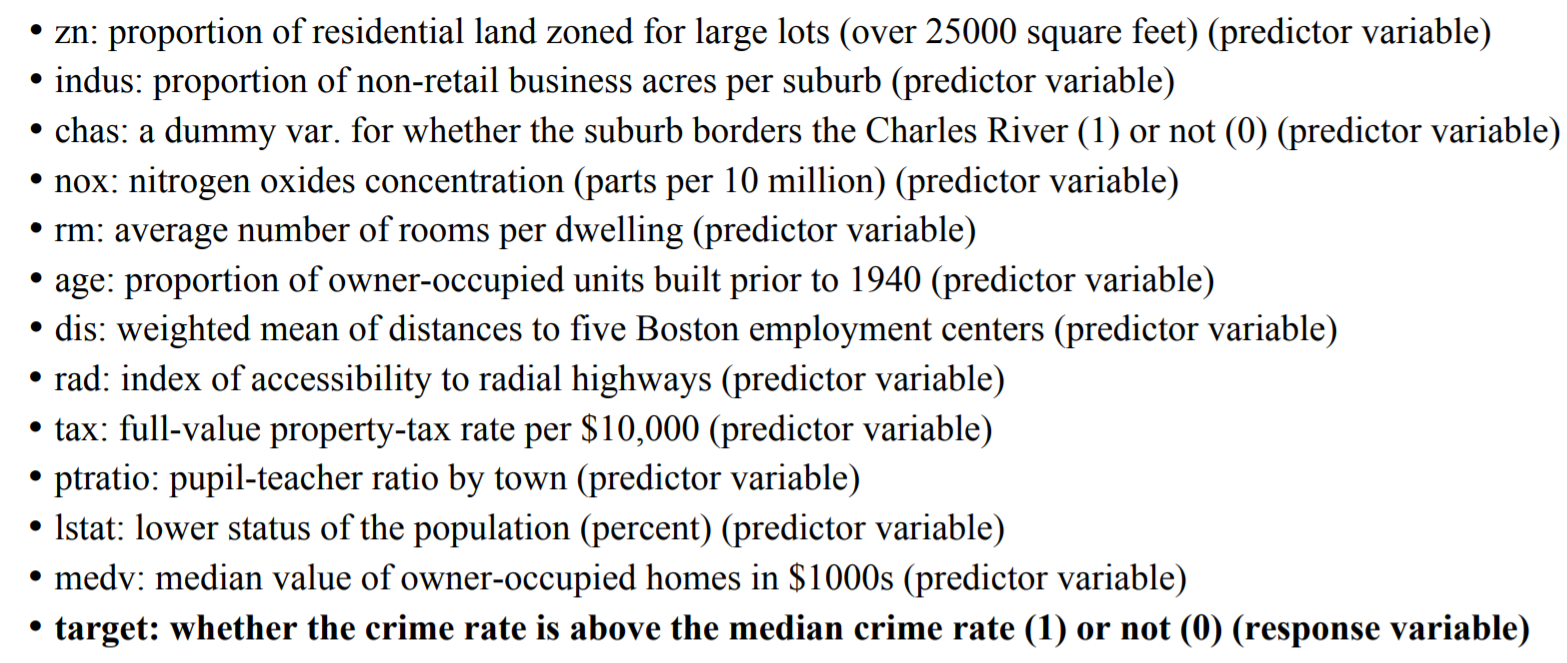 • zn: proportion of residential land zoned for large lots (over 25000 square feet) (predictor variable)
• indus: proportion of non-retail business acres per suburb (predictor variable)
• chas: a dummy var. for whether the suburb borders the Charles River (1) or not (0) (predictor variable)
• nox: nitrogen oxides concentration (parts per 10 million) (predictor variable)
• rm: average number of rooms per dwelling (predictor variable)
• age: proportion of owner-occupied units built prior to 1940 (predictor variable)
• dis: weighted mean of distances to five Boston employment centers (predictor variable)
• rad: index of accessibility to radial highways (predictor variable)
• tax: full-value property-tax rate per $10,000 (predictor variable)
• ptratio: pupil-teacher ratio by town (predictor variable)
• lstat: lower status of the population (percent) (predictor variable)
• medv: median value of owner-occupied homes in $1000s (predictor variable)
• target: whether the crime rate is above the median crime rate (1) or not (0) (response variable)